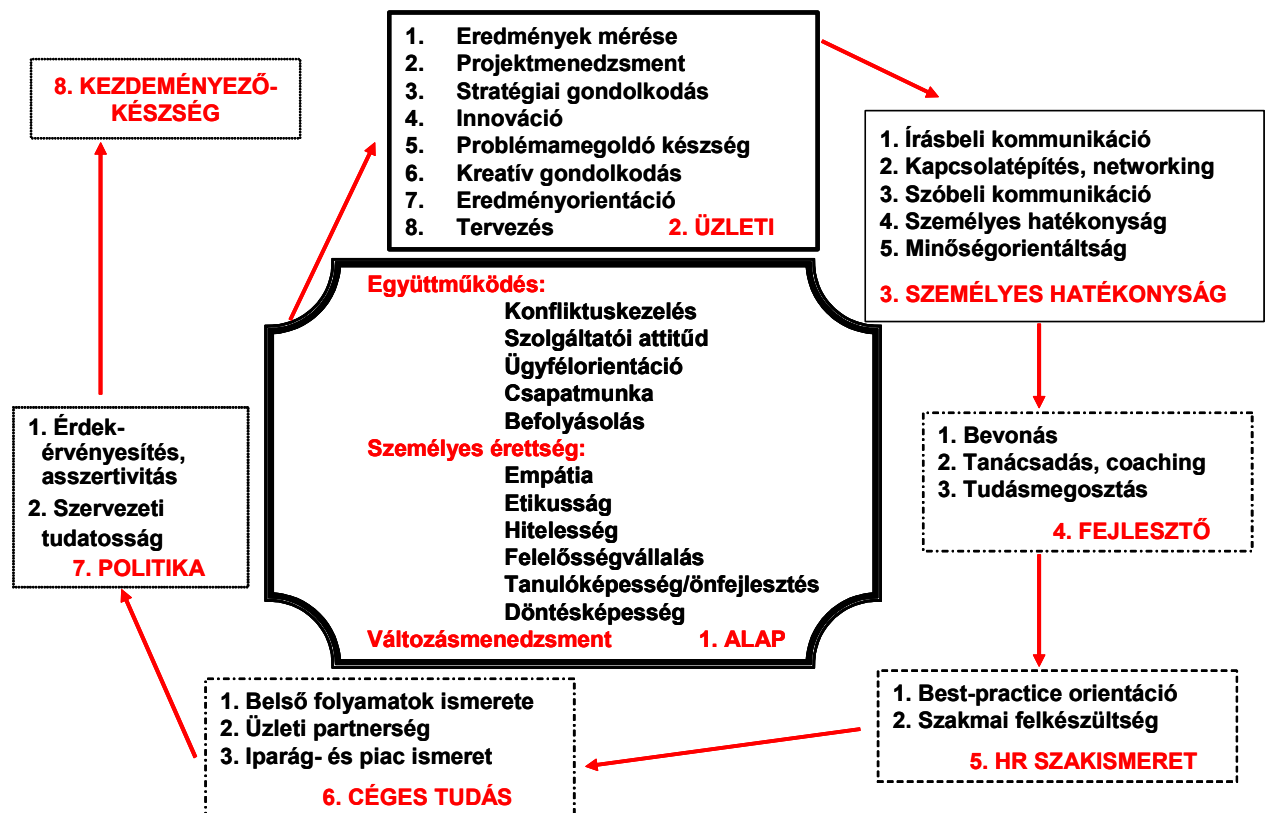 1. Eredmények mérése
2. Projektmenedzsment
3. Stratégiai gondolkodás
4. Innováció
5. Problémamegoldó készség
6. Kreatív gondolkodás
7. Eredményorientáció
8. Tervezés 2. ÜZLETI
8. KEZDEMÉNYEZŐ-
KÉSZSÉG
1. Írásbeli kommunikáció
2. Kapcsolatépítés, networking
3. Szóbeli kommunikáció
4. Személyes hatékonyság
5. Minőségorientáltság
3. SZEMÉLYES HATÉKONYSÁG
Együttműködés:
Konfliktuskezelés
Szolgáltatói attitűd
Ügyfélorientáció
Csapatmunka
Befolyásolás
Személyes érettség:
Empátia
Etikusság
Hitelesség
Felelősségvállalás
Tanulóképesség/önfejlesztés
Döntésképesség
Változásmenedzsment 1. ALAP
1. Érdek-
érvényesítés,
asszertivitás
2. Szervezeti
tudatosság
7. POLITIKA
1. Bevonás
2. Tanácsadás, coaching
3. Tudásmegosztás
4. FEJLESZTŐ
1. Belső folyamatok ismerete
2. Üzleti partnerség
3. Iparág- és piac ismeret
6. CÉGES TUDÁS
1. Best-practice orientáció
2. Szakmai felkészültség
5. HR SZAKISMERET